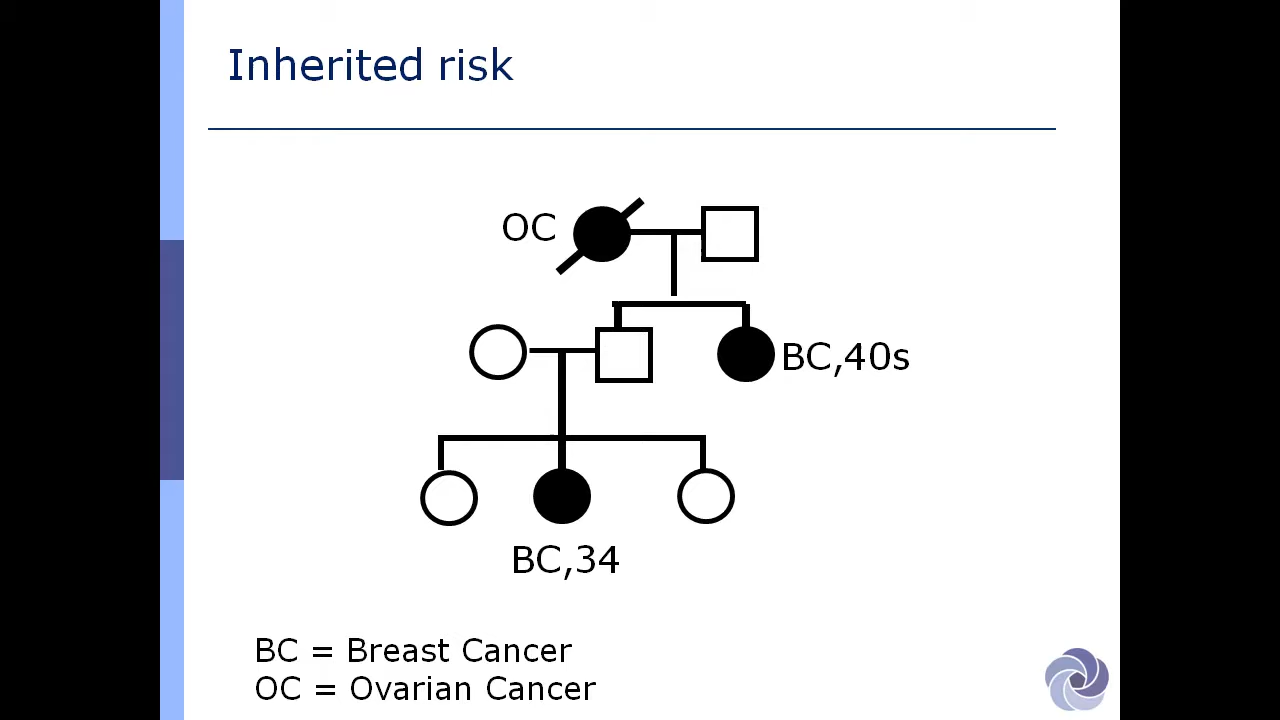 Inherited risk
OC
BC,40s
BC,34
BC = Breast Cancer
OC = Ovarian Cancer